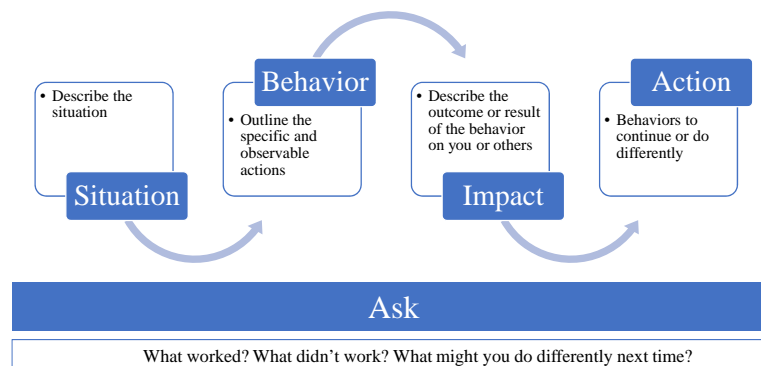 • Describe the
situation
Situation
Behavior
• Outline the
specific and
observable
actions
• Describe the
outcome or result
of the behavior
on you or others
Impact
Action
• Behaviors to
continue or do
differently
Ask
What worked? What didn’t work? What might you do differently next time?